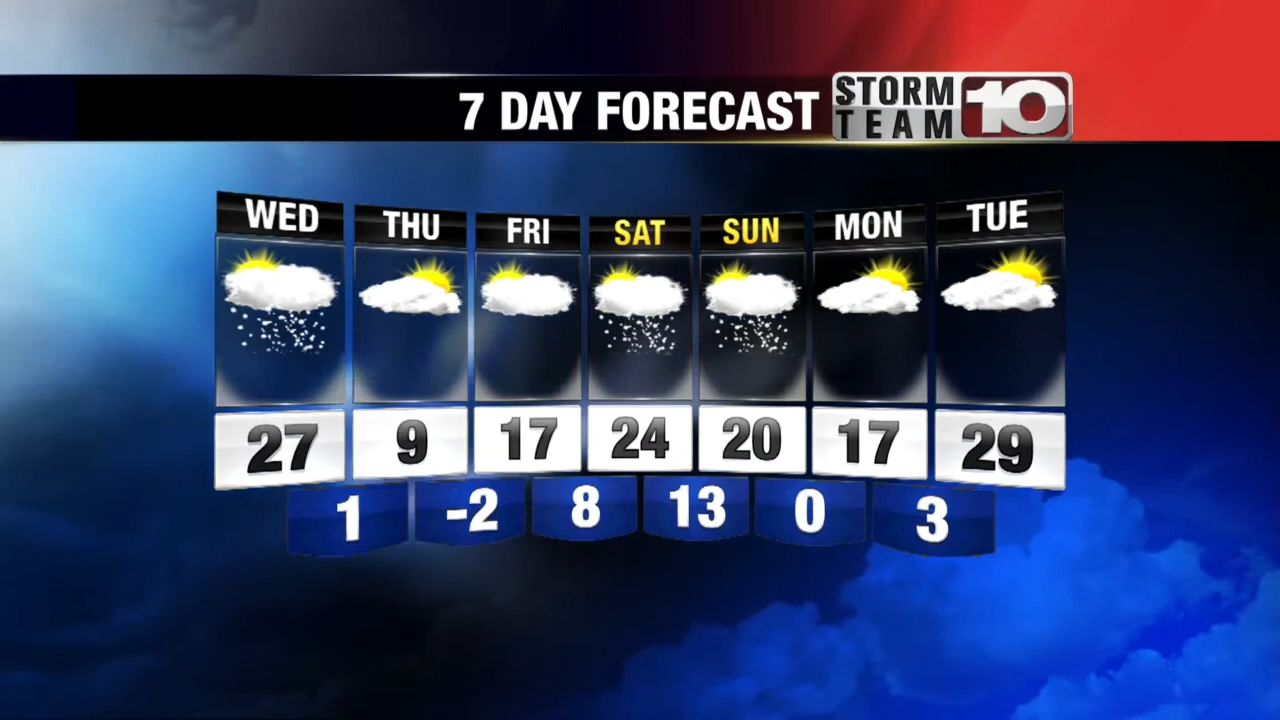 7 DAY FORECAST
STORM TEAM 10
WED THU FRI SAT SUN MON TUE
27 9 17 24 20 17 29
1 -2 8 13 0 3